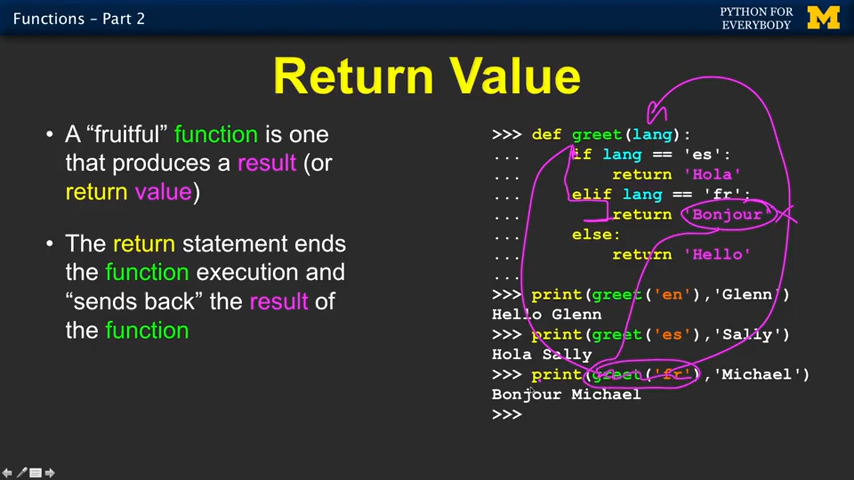 Functions – Part 2
PYTHON FOR
EVERYBODY
M
Return Value
• A “fruitful” function is one
that produces a result (or
return value)
• The return statement ends
the function execution and
“sends back” the result of
the function
>>> def greet(lang):
... if lang == 'es':
... return 'Hola'
... elif lang == 'fr':
... return 'Bonjour'
... else:
... return 'Hello'
...
>>> print(greet('en'),'Glenn')
Hello Glenn
>>> print(greet('es'),'Sally')
Hola Sally
>>> print(greet('fr'),'Michael')
Bonjour Michael
>>>